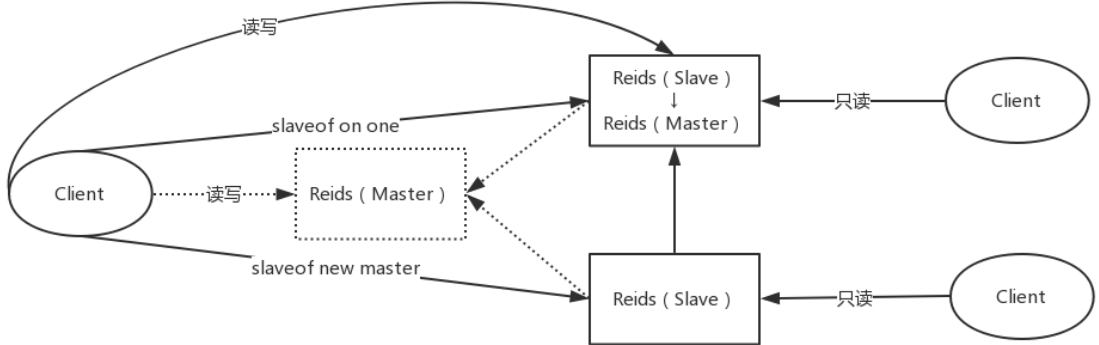 读写
Reids（Slave）
↓
Reids（Master）
只读
Client
slaveof on one
Client
读写
Reids（Master）
slaveof new master
Reids（Slave）
只读
Client